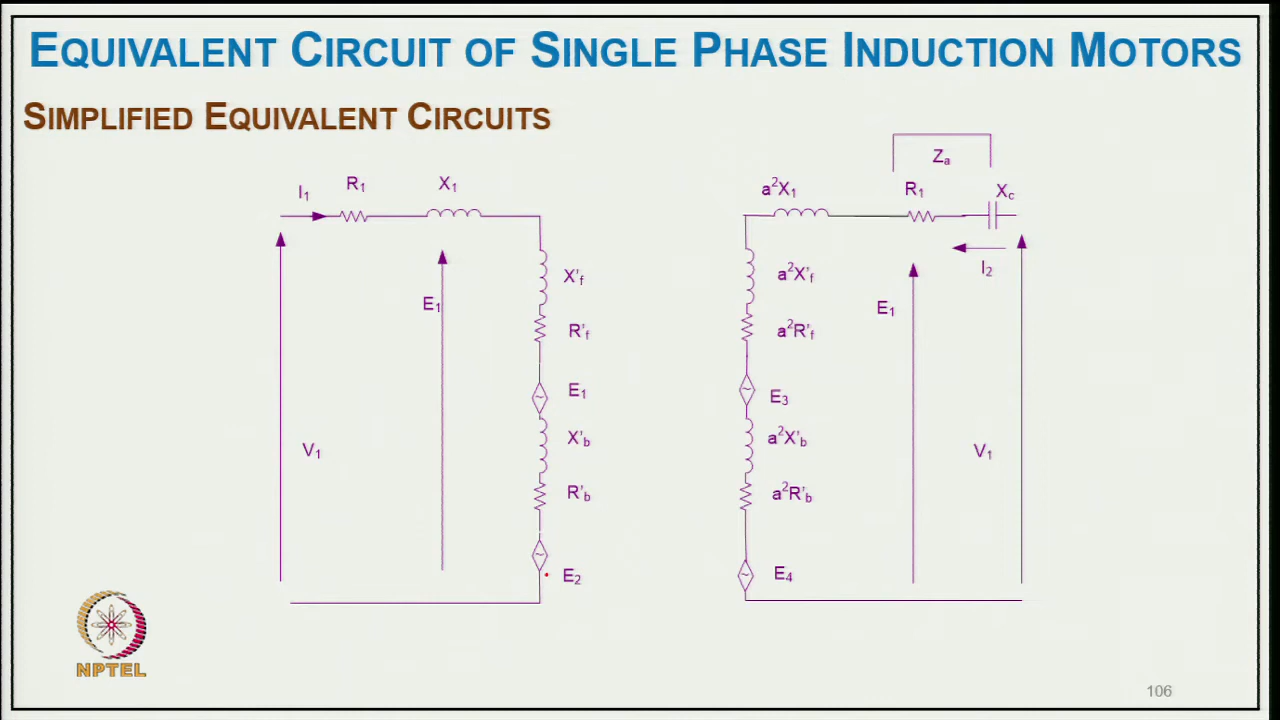 EQUIVALENT CIRCUIT OF SINGLE PHASE INDUCTION MOTORS
SIMPLIFIED EQUIVALENT CIRCUITS
Za
I1 R1 X1
a²X1 R1 Xc
X'f
a²X'f I2
E1
E1
R'f
a²R'f
E1
E3
X'b
a²X'b
V1
V1
R'b
a²R'b
E2
E4
NPTEL
106